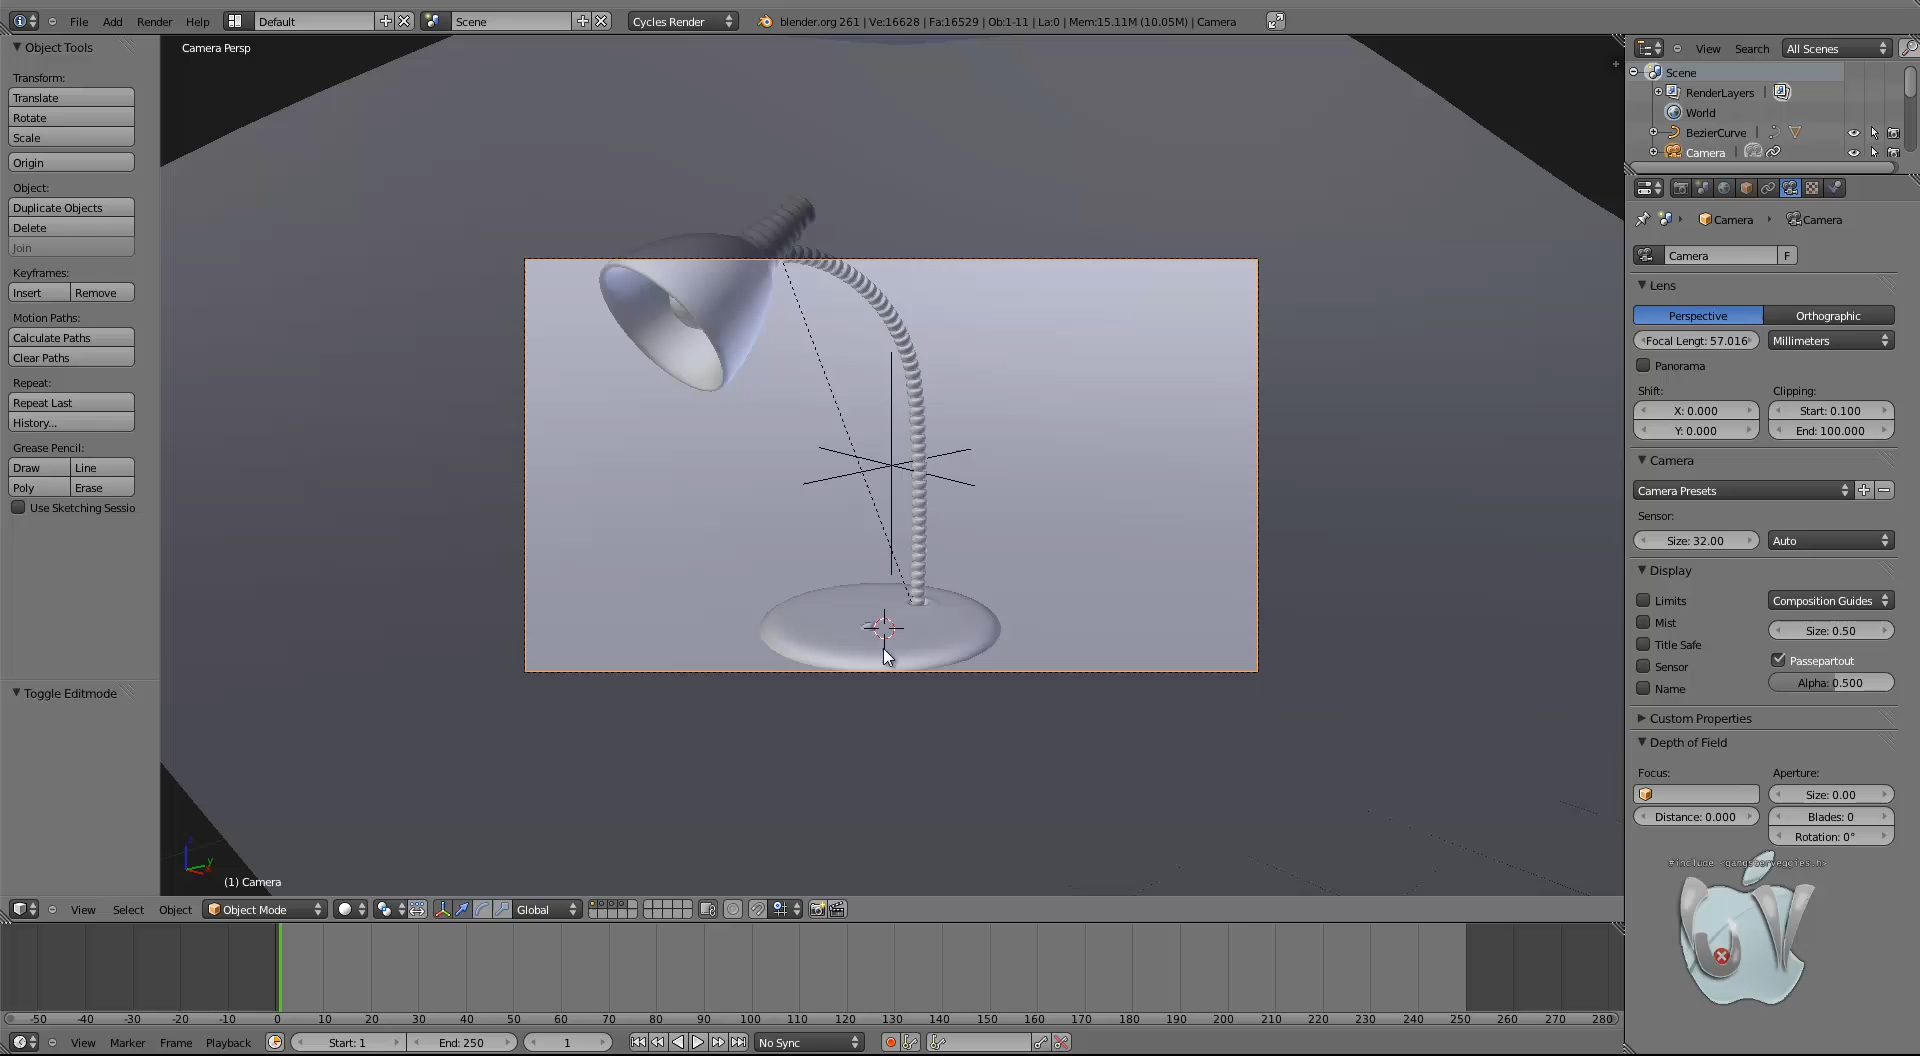 File Add Render Help Default Scene Cycles Render blender.org 261 | Ve:16628 | Fa:16529 | Ob:1-11 | La:0 | Mem:15.11M (10.05M) | Camera
Object Tools
Transform:
Translate
Rotate
Scale
Origin
Object:
Duplicate Objects
Delete
Join
Keyframes:
Insert Remove
Motion Paths:
Calculate Paths
Clear Paths
Repeat:
Repeat Last
History...
Grease Pencil:
Draw Line
Poly Erase
Use Sketching Sessio
Toggle Editmode
Camera Persp
z
y
(1) Camera
View Select Object Object Mode Global
View Search All Scenes
Scene
RenderLayers |
World
BezierCurve |
Camera |
Camera Camera
Camera F
Lens
Perspective Orthographic
Focal Lengt: 57.016 Millimeters
Panorama
Shift: Clipping:
X: 0.000 Start: 0.100
Y: 0.000 End: 100.000
Camera
Camera Presets
Sensor:
Size: 32.00 Auto
Display
Limits Composition Guides
Mist Size: 0.50
Title Safe
Sensor Passepartout
Name Alpha: 0.500
Custom Properties
Depth of Field
Focus: Aperture:
Size: 0.00
Distance: 0.000 Blades: 0
Rotation: 0°
#include <gangsterveggies.h>
-50 -40 -30 -20 -10 0 10 20 30 40 50 60 70 80 90 100 110 120 130 140 150 160 170 180 190 200 210 220 230 240 250 260 270 280
View Marker Frame Playback Start: 1 End: 250 1 No Sync